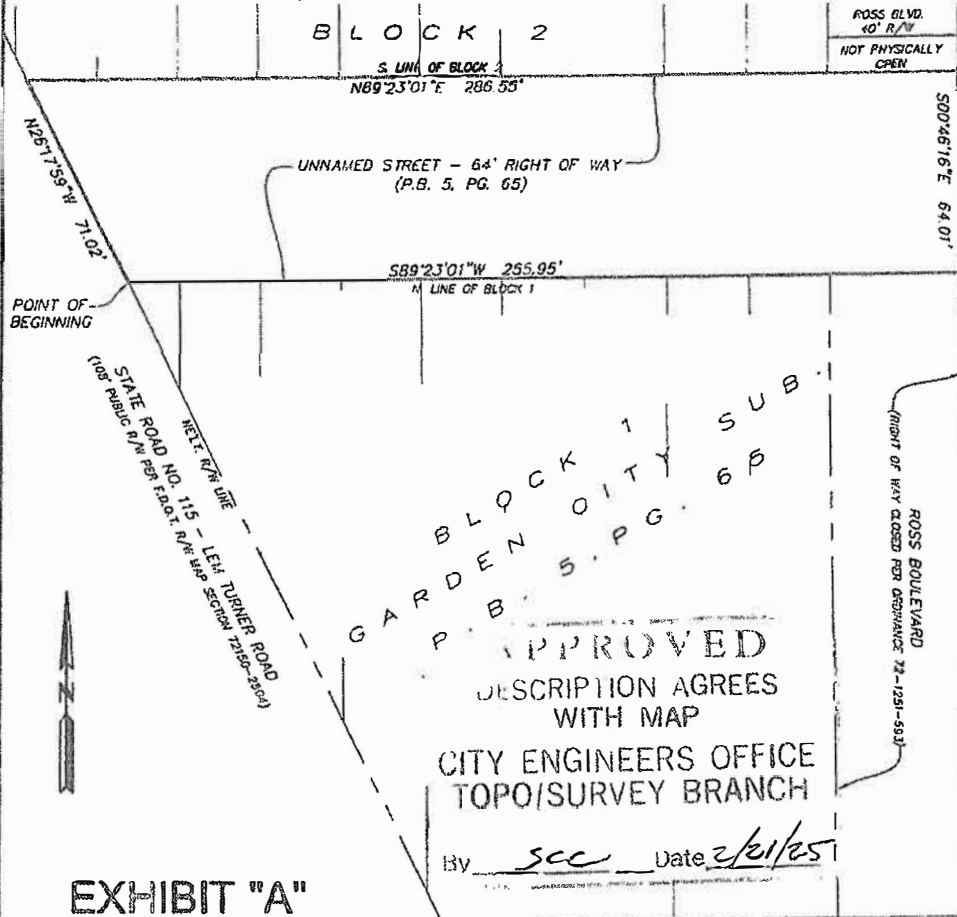 BLOCK 2
ROSS BLVD.
40' R/W
NOT PHYSICALLY
OPEN
S. LINE OF BLOCK 2
N89°23'01"E 286.55'
N26°17'59"W 71.02'
UNNAMED STREET - 64' RIGHT OF WAY
(P.B. 5, PG. 65)
S00°46'16"E 64.01'
S89°23'01"W 255.95'
N LINE OF BLOCK 1
POINT OF
BEGINNING
STATE ROAD NO. 115 - LEM TURNER ROAD
(108' PUBLIC R/W PER F.D.O.T. R/W MAP SECTION 72150-2504)
R/W LINE
BLOCK 1
GARDEN CITY SUB.
P.B. 5. PG. 65
ROSS BOULEVARD
(RIGHT OF WAY CLOSED PER ORDINANCE 72-1251-593)
N
APPROVED
DESCRIPTION AGREES
WITH MAP
CITY ENGINEERS OFFICE
TOPO/SURVEY BRANCH
By SCC Date 2/21/25
EXHIBIT "A"